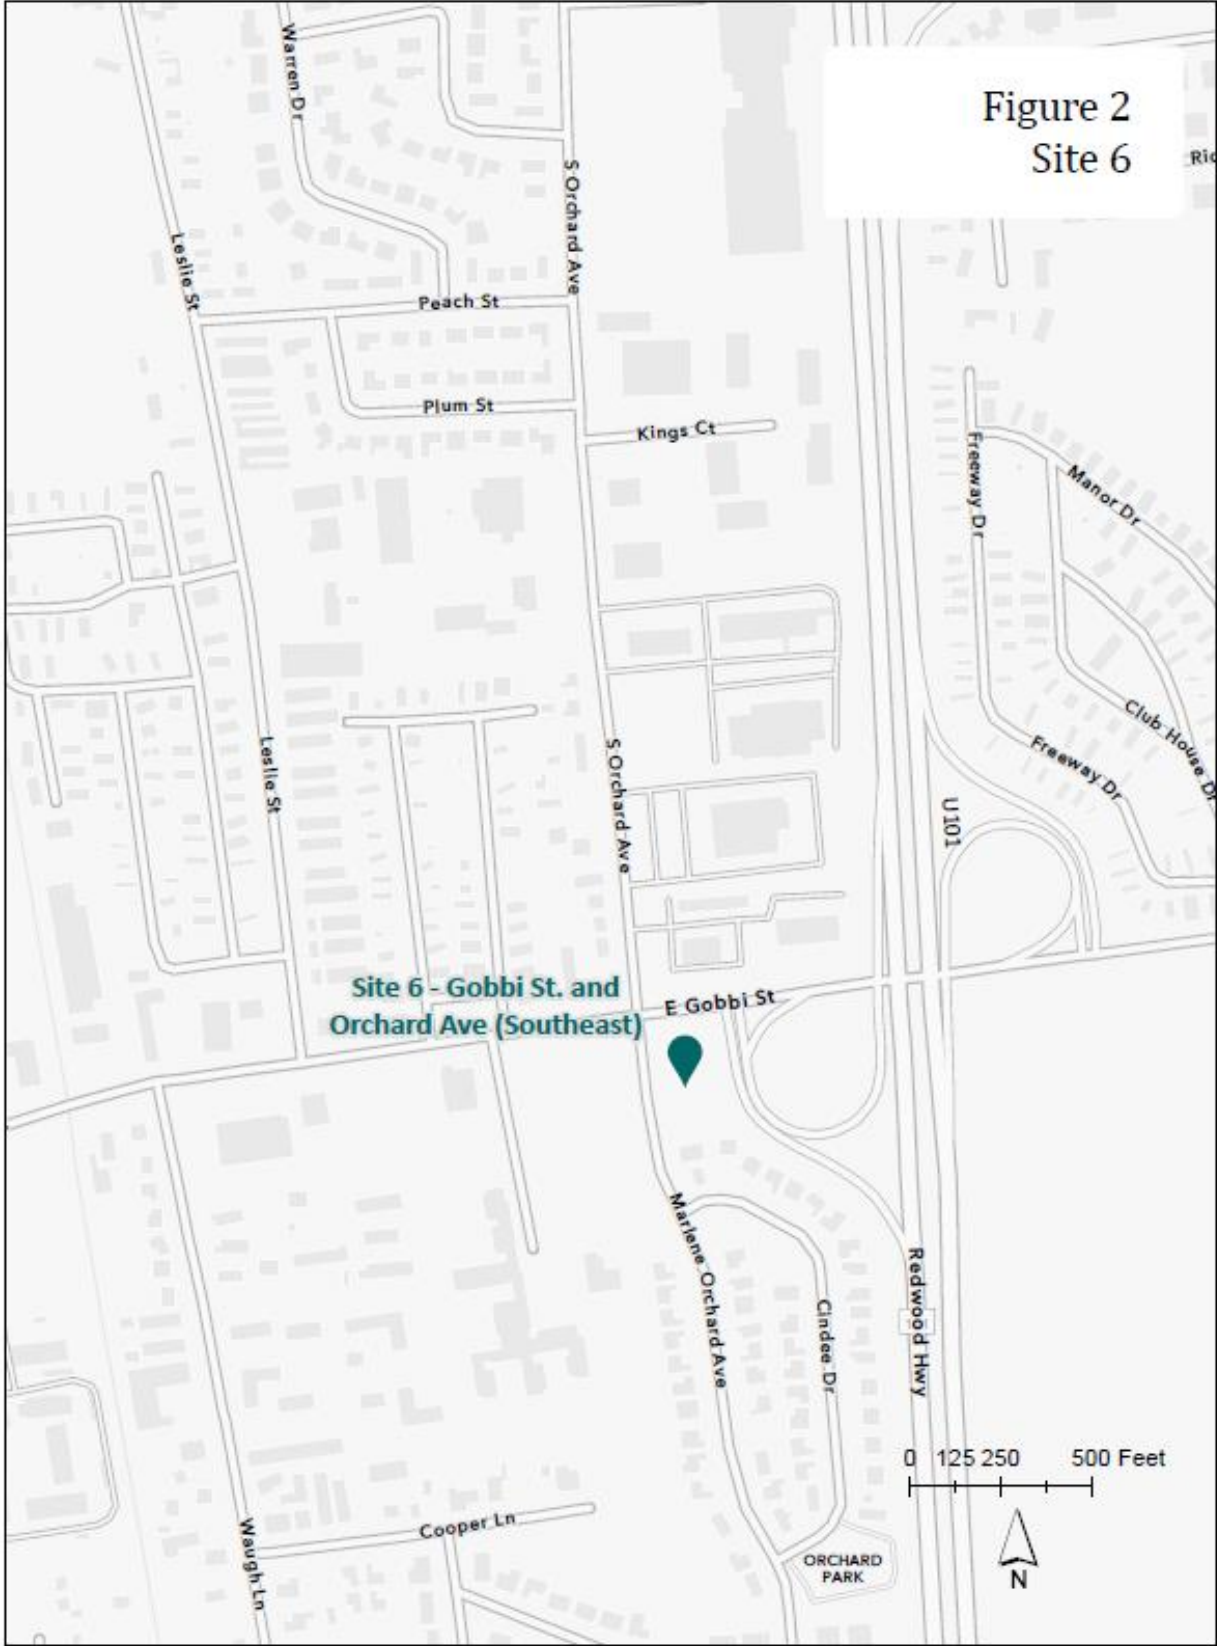 Figure 2
Site 6
Warren Dr
S Orchard Ave
Leslie St
Peach St
Plum St
Kings Ct
Freeway Dr
Manor Dr
Club House Dr
Freeway Dr
Leslie St
S Orchard Ave
U101
Site 6 - Gobbi St. and
Orchard Ave (Southeast)
E Gobbi St
Marlene Orchard Ave
Cindee Dr
Redwood Hwy
0 125 250 500 Feet
N
Waugh Ln
Cooper Ln
ORCHARD
PARK